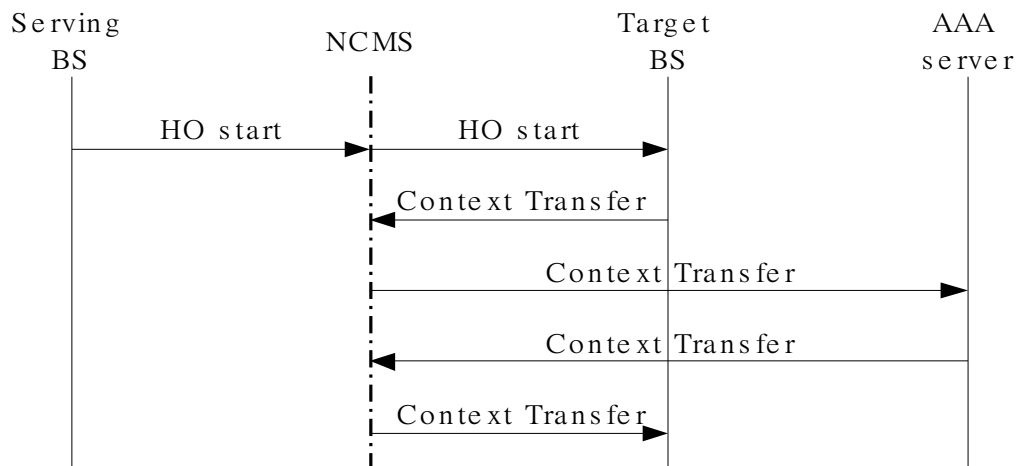 Serving
BS
NCMS
Target
BS
AAA
server
HO start
HO start
Context Transfer
Context Transfer
Context Transfer
Context Transfer